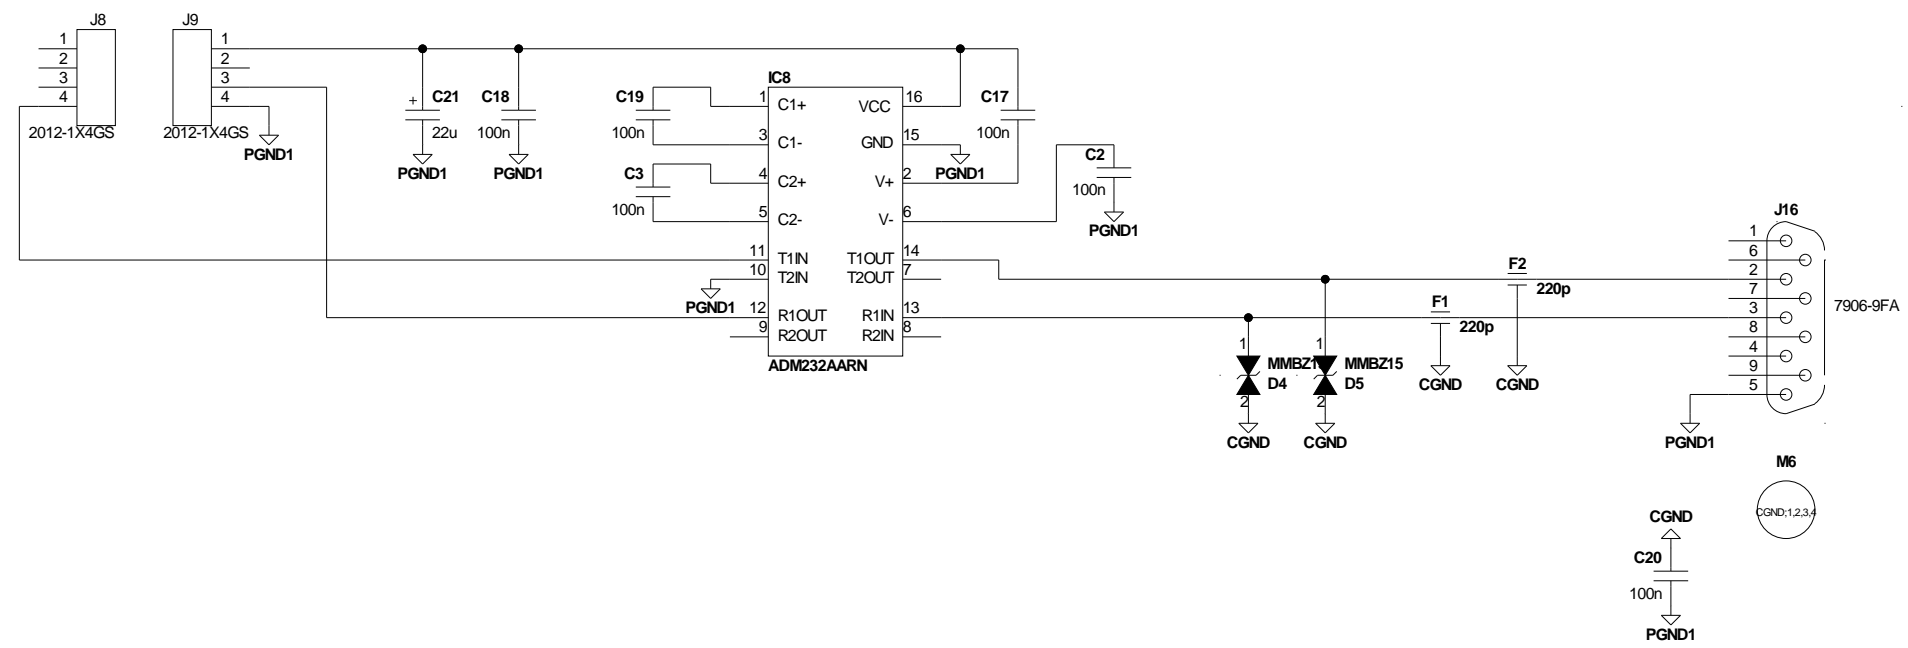 J8
1
2
3
4
2012-1X4GS
J9
1
2
3
4
2012-1X4GS
PGND1
+
C21
22u
PGND1
C18
100n
PGND1
C19
100n
C3
100n
IC8
1 C1+
3 C1-
4 C2+
5 C2-
11 T1IN
10 T2IN
PGND1
12 R1OUT
9 R2OUT
VCC 16
GND 15
PGND1
V+ 2
V- 6
T1OUT 14
T2OUT 7
R1IN 13
R2IN 8
ADM232AARN
C17
100n
C2
100n
PGND1
1
MMBZ1
D4
2
CGND
1
MMBZ15
D5
2
CGND
F1
220p
CGND
F2
220p
CGND
J16
1
6
2
7
3
8
4
9
5
7906-9FA
PGND1
M6
CGND;1,2,3,4
CGND
C20
100n
PGND1